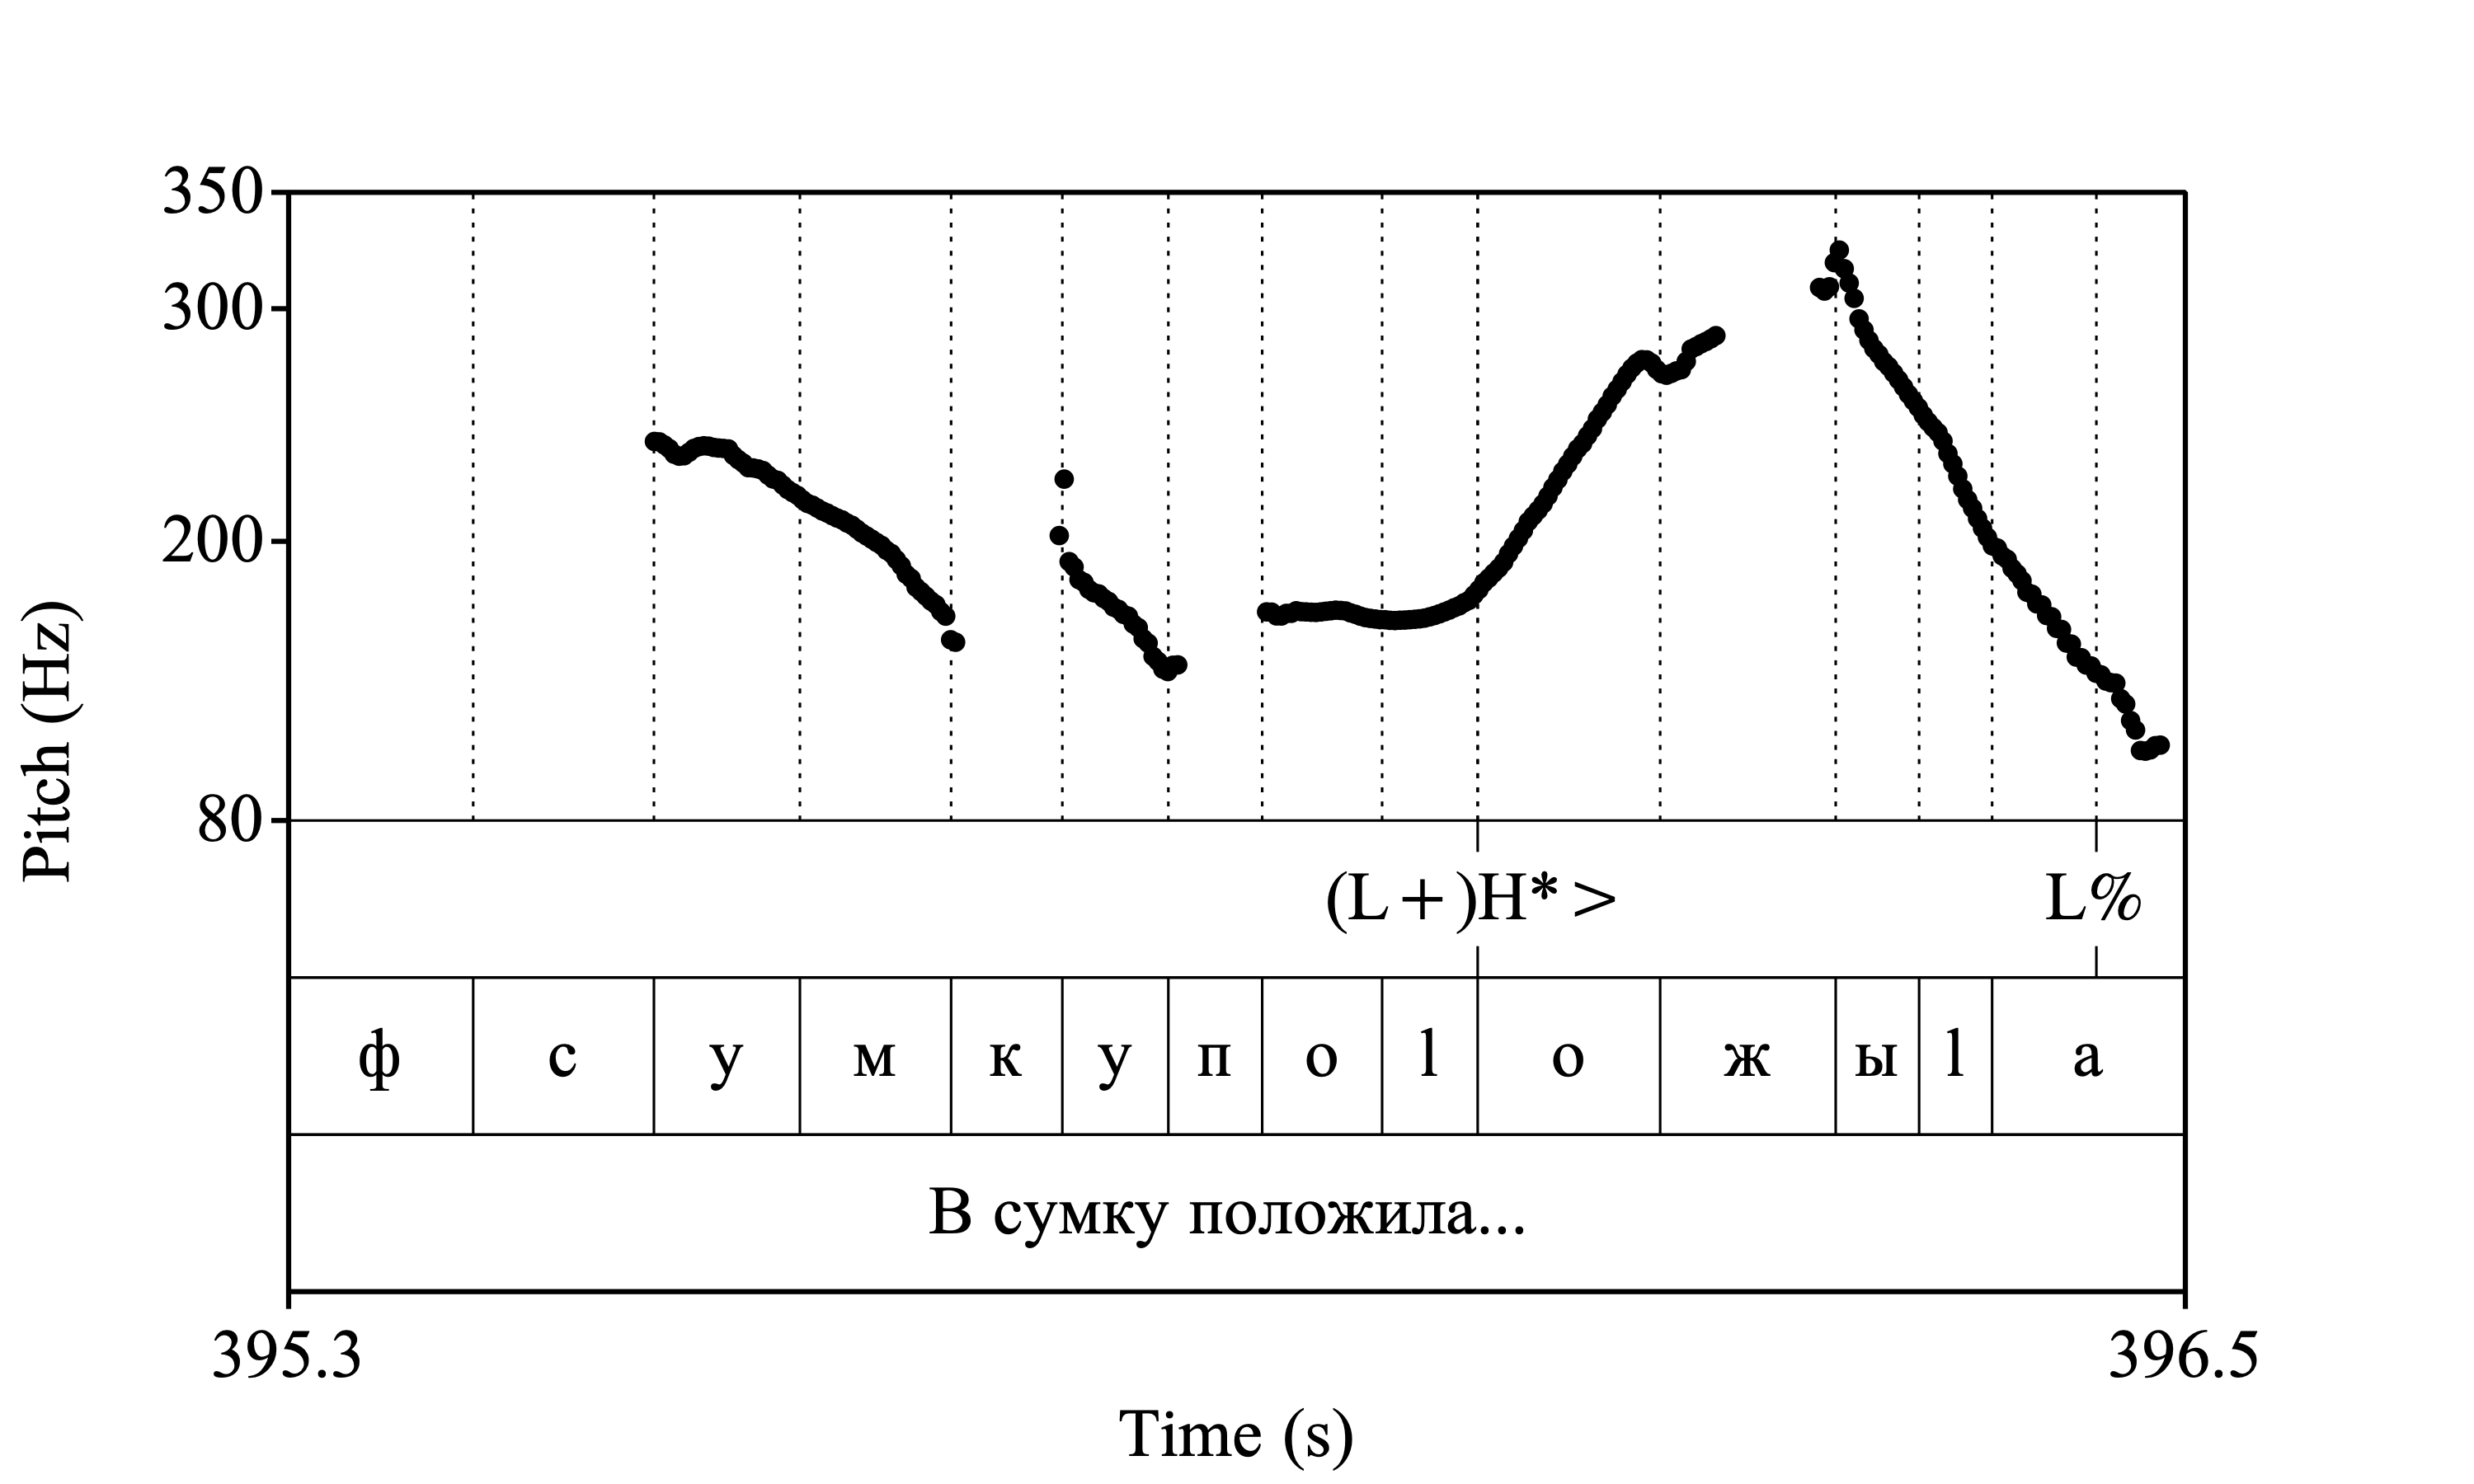 350
300
200
80
Pitch (Hz)
(L+)H*> L%
ф с у м к у п о l о ж ы l а
В сумку положила...
395.3 396.5
Time (s)